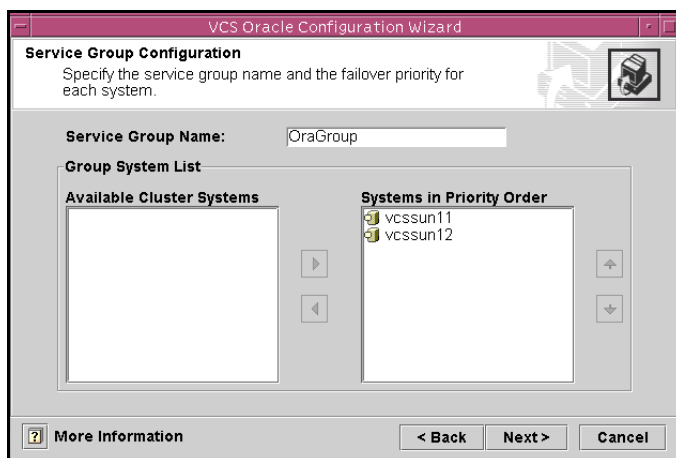 VCS Oracle Configuration Wizard
Service Group Configuration
Specify the service group name and the failover priority for
each system.
Service Group Name: OraGroup
Group System List
Available Cluster Systems Systems in Priority Order
vcssun11
vcssun12
? More Information < Back Next > Cancel